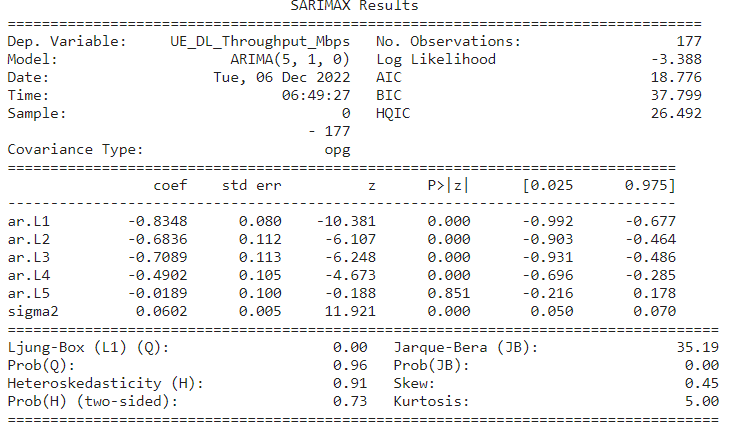 SARIMAX Results
==============================================================================
Dep. Variable:     UE_DL_Throughput_Mbps   No. Observations:                  177
Model:                    ARIMA(5, 1, 0)   Log Likelihood                  -3.388
Date:                   Tue, 06 Dec 2022   AIC                             18.776
Time:                           06:49:27   BIC                             37.799
Sample:                                0   HQIC                            26.492
                                   - 177
Covariance Type:                     opg
==============================================================================
                 coef    std err          z      P>|z|      [0.025      0.975]
------------------------------------------------------------------------------
ar.L1         -0.8348      0.080    -10.381      0.000      -0.992      -0.677
ar.L2         -0.6836      0.112     -6.107      0.000      -0.903      -0.464
ar.L3         -0.7089      0.113     -6.248      0.000      -0.931      -0.486
ar.L4         -0.4902      0.105     -4.673      0.000      -0.696      -0.285
ar.L5         -0.0189      0.100     -0.188      0.851      -0.216       0.178
sigma2         0.0602      0.005     11.921      0.000       0.050       0.070
==============================================================================
Ljung-Box (L1) (Q):                   0.00   Jarque-Bera (JB):                35.19
Prob(Q):                              0.96   Prob(JB):                         0.00
Heteroskedasticity (H):               0.91   Skew:                             0.45
Prob(H) (two-sided):                  0.73   Kurtosis:                         5.00
==============================================================================